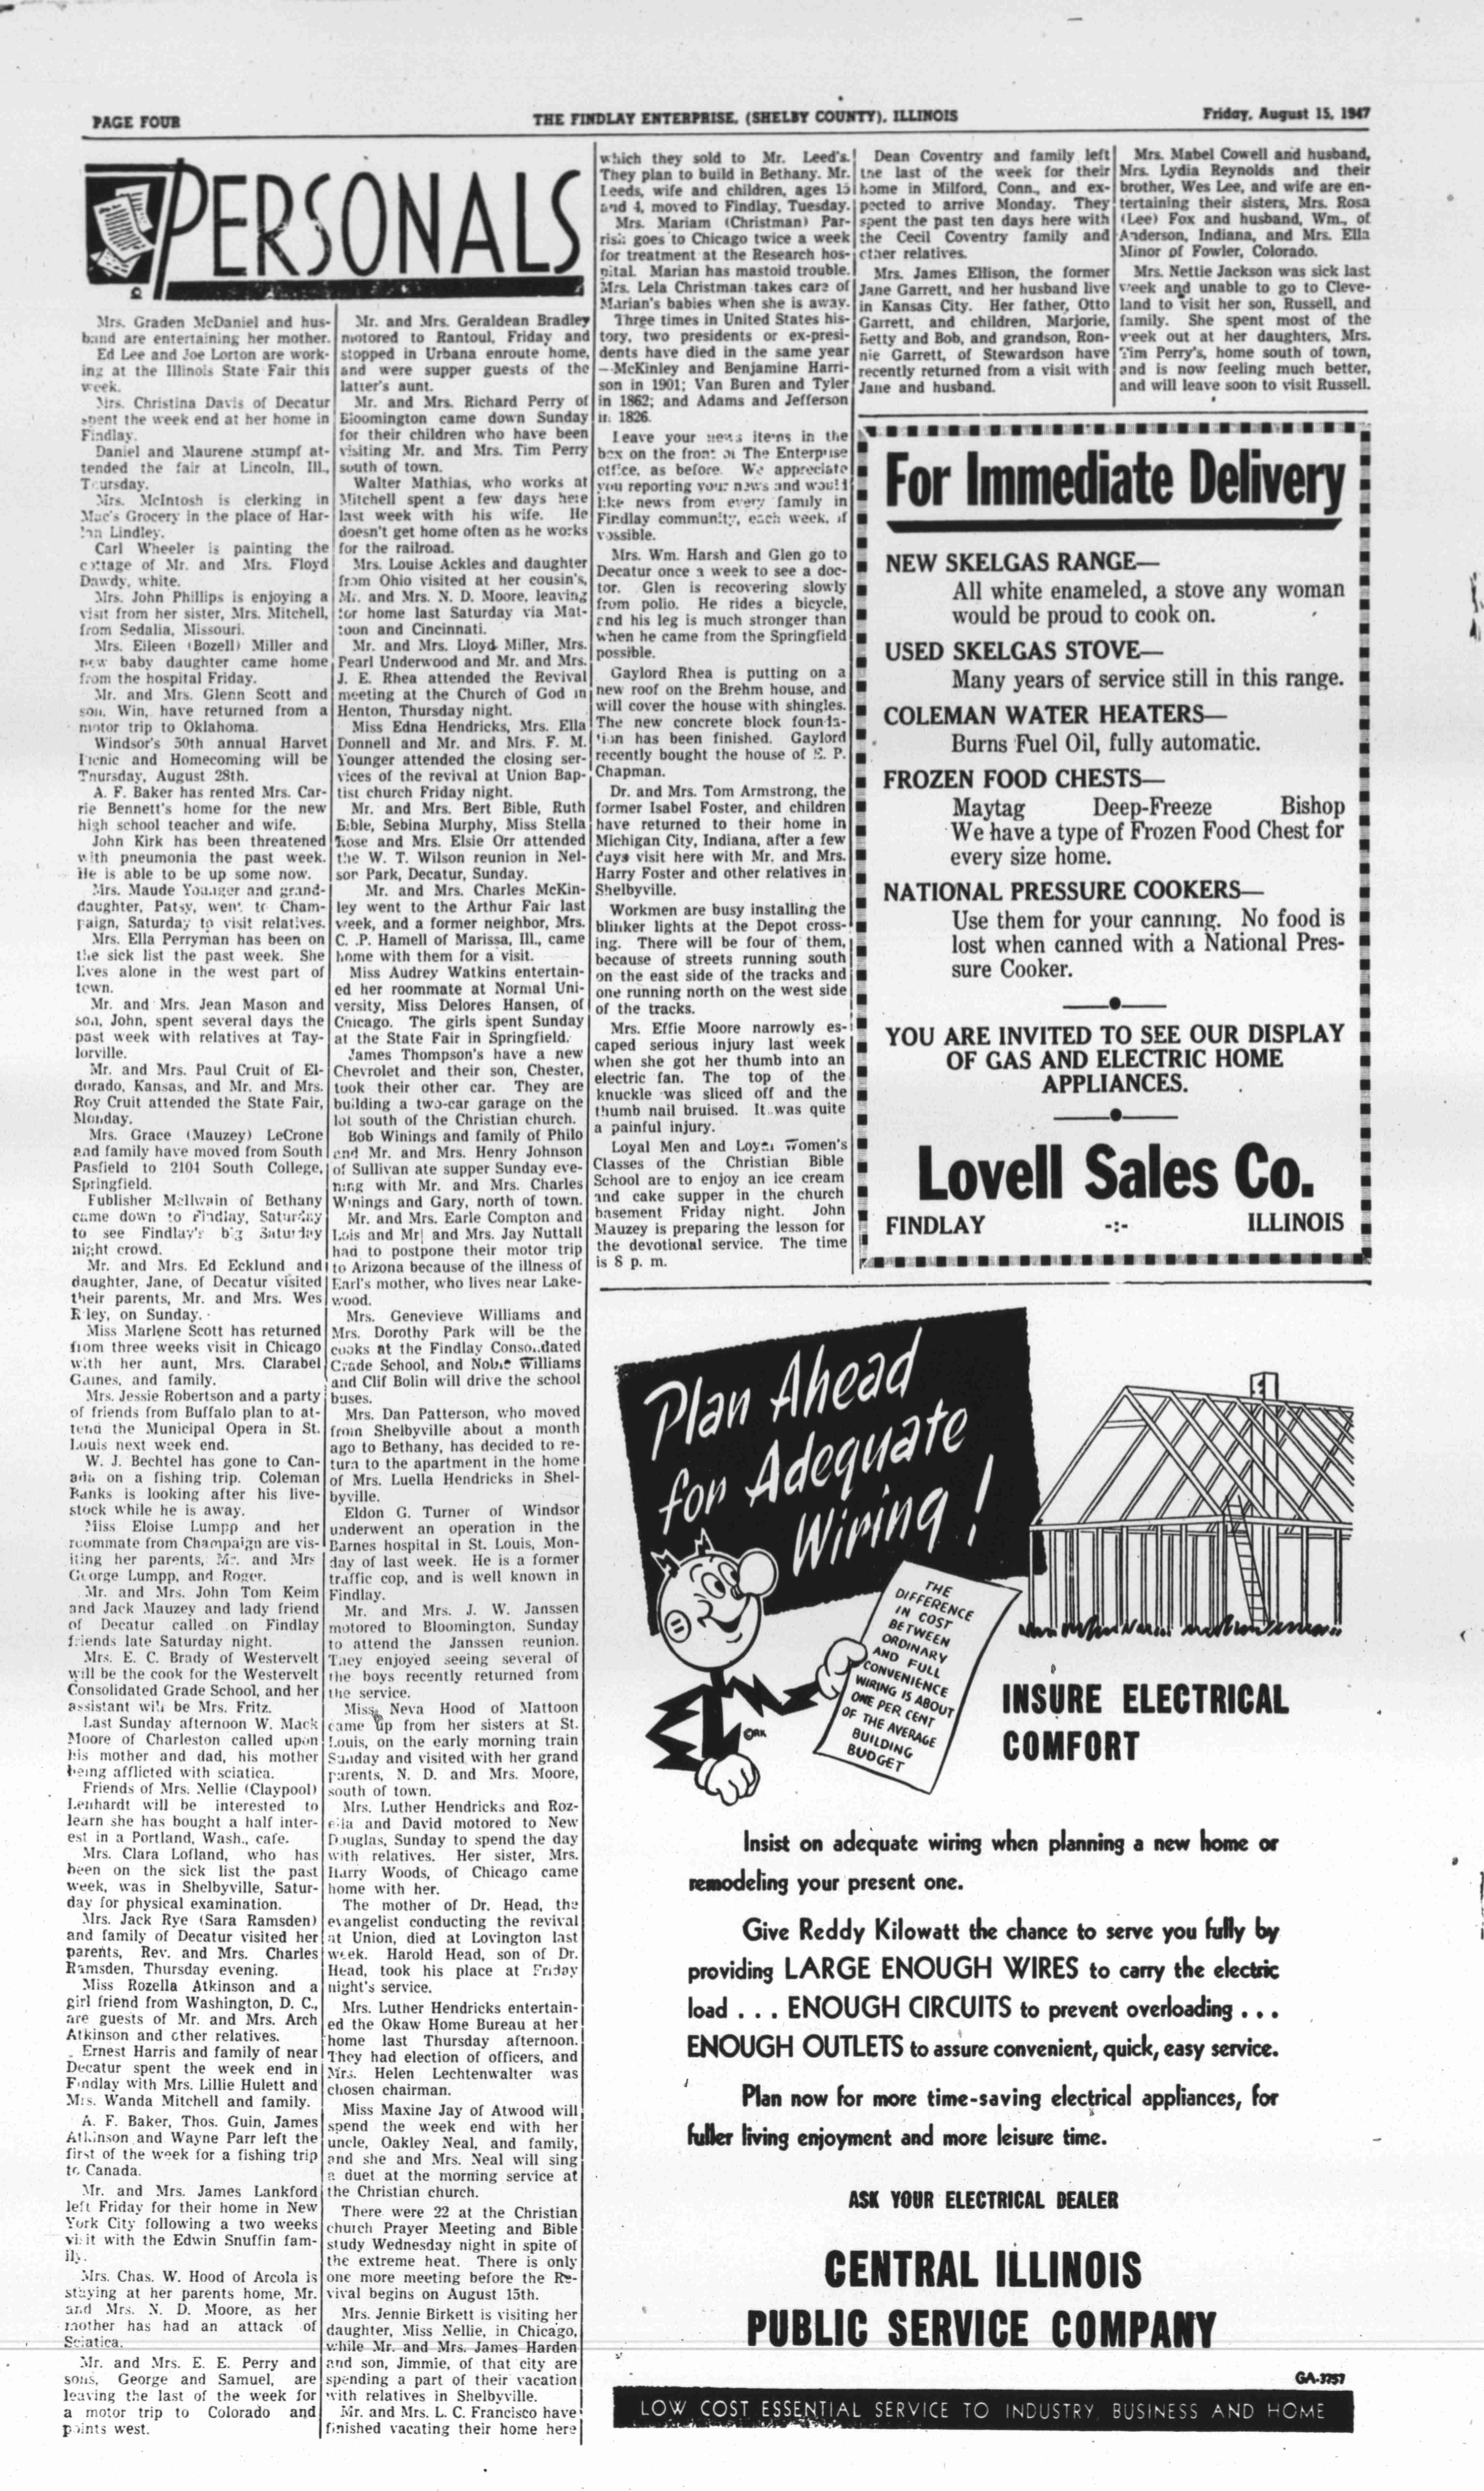 PAGE FOUR
THE FINDLAY ENTERPRISE, (SHELBY COUNTY), ILLINOIS
Friday, August 15, 1947
PERSONALS
Mrs. Graden McDaniel and hus-
band are entertaining her mother.
Ed Lee and Joe Lorton are work-
ing at the Illinois State Fair this
week.
Mrs. Christina Davis of Decatur
spent the week end at her home in
Findlay.
Daniel and Maurene Stumpf at-
tended the fair at Lincoln, Ill.,
Thursday.
Mrs. McIntosh is clerking in
Mac's Grocery in the place of Har-
lan Lindley.
Carl Wheeler is painting the
cottage of Mr. and Mrs. Floyd
Dawdy, white.
Mrs. John Phillips is enjoying a
visit from her sister, Mrs. Mitchell,
from Sedalia, Missouri.
Mrs. Eileen (Bozell) Miller and
new baby daughter came home
from the hospital Friday.
Mr. and Mrs. Glenn Scott and
son, Win, have returned from a
motor trip to Oklahoma.
Windsor's 50th annual Harvet
Picnic and Homecoming will be
Thursday, August 28th.
A. F. Baker has rented Mrs. Car-
rie Bennett's home for the new
high school teacher and wife.
John Kirk has been threatened
with pneumonia the past week.
He is able to be up some now.
Mrs. Maude Younger and grand-
daughter, Patsy, went to Cham-
paign, Saturday to visit relatives.
Mrs. Ella Perryman has been on
the sick list the past week. She
lives alone in the west part of
town.
Mr. and Mrs. Jean Mason and
son, John, spent several days the
past week with relatives at Tay-
lorville.
Mr. and Mrs. Paul Cruit of El-
dorado, Kansas, and Mr. and Mrs.
Roy Cruit attended the State Fair,
Monday.
Mrs. Grace (Mauzey) LeCrone
and family have moved from South
Pasfield to 2104 South College,
Springfield.
Publisher McIlwain of Bethany
came down to Findlay, Saturday
to see Findlay's big Saturday
night crowd.
Mr. and Mrs. Ed Ecklund and
daughter, Jane, of Decatur visited
their parents, Mr. and Mrs. Wes
Riley, on Sunday.
Miss Marlene Scott has returned
from three weeks visit in Chicago
with her aunt, Mrs. Clarabel
Gaines, and family.
Mrs. Jessie Robertson and a party
of friends from Buffalo plan to at-
tend the Municipal Opera in St.
Louis next week end.
W. J. Bechtel has gone to Can-
ada on a fishing trip. Coleman
Banks is looking after his live-
stock while he is away.
Miss Eloise Lumpp and her
roommate from Champaign are vis-
iting her parents, Mr. and Mrs
George Lumpp, and Roger.
Mr. and Mrs. John Tom Keim
and Jack Mauzey and lady friend
of Decatur called on Findlay
friends late Saturday night.
Mrs. E. C. Brady of Westervelt
will be the cook for the Westervelt
Consolidated Grade School, and her
assistant will be Mrs. Fritz.
Last Sunday afternoon W. Mack
Moore of Charleston called upon
his mother and dad, his mother
being afflicted with sciatica.
Friends of Mrs. Nellie (Claypool)
Lenhardt will be interested to
learn she has bought a half inter-
est in a Portland, Wash., cafe.
Mrs. Clara Lofland, who has
been on the sick list the past
week, was in Shelbyville, Satur-
day for physical examination.
Mrs. Jack Rye (Sara Ramsden)
and family of Decatur visited her
parents, Rev. and Mrs. Charles
Ramsden, Thursday evening.
Miss Rozella Atkinson and a
girl friend from Washington, D. C.,
are guests of Mr. and Mrs. Arch
Atkinson and other relatives.
Ernest Harris and family of near
Decatur spent the week end in
Findlay with Mrs. Lillie Hulett and
Mrs. Wanda Mitchell and family.
A. F. Baker, Thos. Guin, James
Atkinson and Wayne Parr left the
first of the week for a fishing trip
to Canada.
Mr. and Mrs. James Lankford
left Friday for their home in New
York City following a two weeks
visit with the Edwin Snuffin fam-
ily.
Mrs. Chas. W. Hood of Arcola is
staying at her parents home, Mr.
and Mrs. N. D. Moore, as her
mother has had an attack of
Sciatica.
Mr. and Mrs. E. E. Perry and
sons, George and Samuel, are
leaving the last of the week for
a motor trip to Colorado and
points west.
Mr. and Mrs. Geraldean Bradley
motored to Rantoul, Friday and
stopped in Urbana enroute home,
and were supper guests of the
latter's aunt.
Mr. and Mrs. Richard Perry of
Bloomington came down Sunday
for their children who have been
visiting Mr. and Mrs. Tim Perry
south of town.
Walter Mathias, who works at
Mitchell spent a few days here
last week with his wife. He
doesn't get home often as he works
for the railroad.
Mrs. Louise Ackles and daughter
from Ohio visited at her cousin's,
Mr. and Mrs. N. D. Moore, leaving
for home last Saturday via Mat-
toon and Cincinnati.
Mr. and Mrs. Lloyd Miller, Mrs.
Pearl Underwood and Mr. and Mrs.
J. E. Rhea attended the Revival
meeting at the Church of God in
Henton, Thursday night.
Miss Edna Hendricks, Mrs. Ella
Donnell and Mr. and Mrs. F. M.
Younger attended the closing ser-
vices of the revival at Union Bap-
tist church Friday night.
Mr. and Mrs. Bert Bible, Ruth
Bible, Sebina Murphy, Miss Stella
Rose and Mrs. Elsie Orr attended
the W. T. Wilson reunion in Nel-
son Park, Decatur, Sunday.
Mr. and Mrs. Charles McKin-
ley went to the Arthur Fair last
week, and a former neighbor, Mrs.
C. .P. Hamell of Marissa, Ill., came
home with them for a visit.
Miss Audrey Watkins entertain-
ed her roommate at Normal Uni-
versity, Miss Delores Hansen, of
Chicago. The girls spent Sunday
at the State Fair in Springfield.
James Thompson's have a new
Chevrolet and their son, Chester,
took their other car. They are
building a two-car garage on the
lot south of the Christian church.
Bob Winings and family of Philo
and Mr. and Mrs. Henry Johnson
of Sullivan ate supper Sunday eve-
ning with Mr. and Mrs. Charles
Winings and Gary, north of town.
Mr. and Mrs. Earle Compton and
Lois and Mr| and Mrs. Jay Nuttall
had to postpone their motor trip
to Arizona because of the illness of
Earl's mother, who lives near Lake-
wood.
Mrs. Genevieve Williams and
Mrs. Dorothy Park will be the
cooks at the Findlay Consolidated
Grade School, and Noble Williams
and Clif Bolin will drive the school
buses.
Mrs. Dan Patterson, who moved
from Shelbyville about a month
ago to Bethany, has decided to re-
turn to the apartment in the home
of Mrs. Luella Hendricks in Shel-
byville.
Eldon G. Turner of Windsor
underwent an operation in the
Barnes hospital in St. Louis, Mon-
day of last week. He is a former
traffic cop, and is well known in
Findlay.
Mr. and Mrs. J. W. Janssen
motored to Bloomington, Sunday
to attend the Janssen reunion.
They enjoyed seeing several of
the boys recently returned from
the service.
Miss Neva Hood of Mattoon
came up from her sisters at St.
Louis, on the early morning train
Sunday and visited with her grand
parents, N. D. and Mrs. Moore,
south of town.
Mrs. Luther Hendricks and Roz-
ella and David motored to New
Douglas, Sunday to spend the day
with relatives. Her sister, Mrs.
Harry Woods, of Chicago came
home with her.
The mother of Dr. Head, the
evangelist conducting the revival
at Union, died at Lovington last
week. Harold Head, son of Dr.
Head, took his place at Friday
night's service.
Mrs. Luther Hendricks entertain-
ed the Okaw Home Bureau at her
home last Thursday afternoon.
They had election of officers, and
Mrs. Helen Lechtenwalter was
chosen chairman.
Miss Maxine Jay of Atwood will
spend the week end with her
uncle, Oakley Neal, and family,
and she and Mrs. Neal will sing
a duet at the morning service at
the Christian church.
There were 22 at the Christian
church Prayer Meeting and Bible
study Wednesday night in spite of
the extreme heat. There is only
one more meeting before the Re-
vival begins on August 15th.
Mrs. Jennie Birkett is visiting her
daughter, Miss Nellie, in Chicago,
while Mr. and Mrs. James Harden
and son, Jimmie, of that city are
spending a part of their vacation
with relatives in Shelbyville.
Mr. and Mrs. L. C. Francisco have
finished vacating their home here
which they sold to Mr. Leed's.
They plan to build in Bethany. Mr.
Leeds, wife and children, ages 15
and 4, moved to Findlay, Tuesday.
Mrs. Mariam (Christman) Par-
rish goes to Chicago twice a week
for treatment at the Research hos-
pital. Marian has mastoid trouble.
Mrs. Lela Christman takes care of
Marian's babies when she is away.
Three times in United States his-
tory, two presidents or ex-presi-
dents have died in the same year
—McKinley and Benjamine Harri-
son in 1901; Van Buren and Tyler
in 1862; and Adams and Jefferson
in 1826.
Leave your news items in the
box on the front of The Enterprise
office, as before. We appreciate
you reporting your news and would
like news from every family in
Findlay community, each week, if
possible.
Mrs. Wm. Harsh and Glen go to
Decatur once a week to see a doc-
tor. Glen is recovering slowly
from polio. He rides a bicycle,
and his leg is much stronger than
when he came from the Springfield
possible.
Gaylord Rhea is putting on a
new roof on the Brehm house, and
will cover the house with shingles.
The new concrete block founda-
tion has been finished. Gaylord
recently bought the house of E. P.
Chapman.
Dr. and Mrs. Tom Armstrong, the
former Isabel Foster, and children
have returned to their home in
Michigan City, Indiana, after a few
days visit here with Mr. and Mrs.
Harry Foster and other relatives in
Shelbyville.
Workmen are busy installing the
blinker lights at the Depot cross-
ing. There will be four of them,
because of streets running south
on the east side of the tracks and
one running north on the west side
of the tracks.
Mrs. Effie Moore narrowly es-
caped serious injury last week
when she got her thumb into an
electric fan. The top of the
knuckle was sliced off and the
thumb nail bruised. It was quite
a painful injury.
Loyal Men and Loyal Women's
Classes of the Christian Bible
School are to enjoy an ice cream
and cake supper in the church
basement Friday night. John
Mauzey is preparing the lesson for
the devotional service. The time
is 8 p. m.
Dean Coventry and family left
the last of the week for their
home in Milford, Conn., and ex-
pected to arrive Monday. They
spent the past ten days here with
the Cecil Coventry family and
other relatives.
Mrs. James Ellison, the former
Jane Garrett, and her husband live
in Kansas City. Her father, Otto
Garrett, and children, Marjorie,
Betty and Bob, and grandson, Ron-
nie Garrett, of Stewardson have
recently returned from a visit with
Jane and husband.
Mrs. Mabel Cowell and husband,
Mrs. Lydia Reynolds and their
brother, Wes Lee, and wife are en-
tertaining their sisters, Mrs. Rosa
(Lee) Fox and husband, Wm., of
Anderson, Indiana, and Mrs. Ella
Minor of Fowler, Colorado.
Mrs. Nettie Jackson was sick last
week and unable to go to Cleve-
land to visit her son, Russell, and
family. She spent most of the
week out at her daughters, Mrs.
Tim Perry's, home south of town,
and is now feeling much better,
and will leave soon to visit Russell.
For Immediate Delivery
NEW SKELGAS RANGE—
All white enameled, a stove any woman
would be proud to cook on.
USED SKELGAS STOVE—
Many years of service still in this range.
COLEMAN WATER HEATERS—
Burns Fuel Oil, fully automatic.
FROZEN FOOD CHESTS—
Maytag Deep-Freeze Bishop
We have a type of Frozen Food Chest for
every size home.
NATIONAL PRESSURE COOKERS—
Use them for your canning. No food is
lost when canned with a National Pres-
sure Cooker.
YOU ARE INVITED TO SEE OUR DISPLAY
OF GAS AND ELECTRIC HOME
APPLIANCES.
Lovell Sales Co.
FINDLAY -:- ILLINOIS
Plan Ahead
for Adequate
Wiring!
THE
DIFFERENCE
IN COST
BETWEEN
ORDINARY
AND FULL
CONVENIENCE
WIRING IS ABOUT
ONE PER CENT
OF THE AVERAGE
BUILDING
BUDGET
INSURE ELECTRICAL
COMFORT
Insist on adequate wiring when planning a new home or
remodeling your present one.
Give Reddy Kilowatt the chance to serve you fully by
providing LARGE ENOUGH WIRES to carry the electric
load . . . ENOUGH CIRCUITS to prevent overloading . . .
ENOUGH OUTLETS to assure convenient, quick, easy service.
Plan now for more time-saving electrical appliances, for
fuller living enjoyment and more leisure time.
ASK YOUR ELECTRICAL DEALER
CENTRAL ILLINOIS
PUBLIC SERVICE COMPANY
GA-3757
LOW COST ESSENTIAL SERVICE TO INDUSTRY, BUSINESS AND HOME